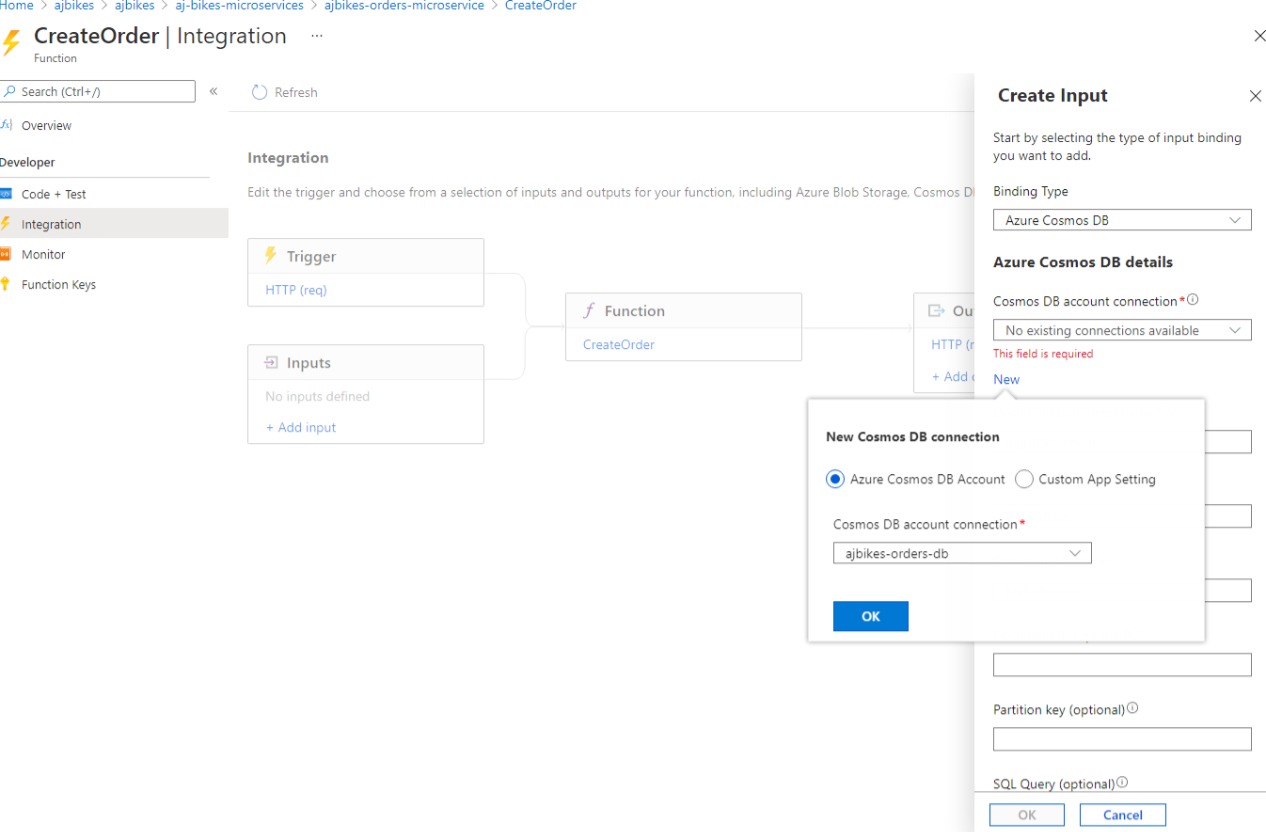 Home > ajbikes > ajbikes > aj-bikes-microservices > ajbikes-orders-microservice > CreateOrder
CreateOrder | Integration ...
Function
Search (Ctrl+/)
«
Refresh
Overview
Developer
Code + Test
Integration
Monitor
Function Keys
Integration
Edit the trigger and choose from a selection of inputs and outputs for your function, including Azure Blob Storage, Cosmos D
Trigger
HTTP (req)
Inputs
No inputs defined
+ Add input
Function
CreateOrder
Ou
HTTP (r
+ Add
Create Input
Start by selecting the type of input binding
you want to add.
Binding Type
Azure Cosmos DB
Azure Cosmos DB details
Cosmos DB account connection*
No existing connections available
This field is required
New
New Cosmos DB connection
Azure Cosmos DB Account
Custom App Setting
Cosmos DB account connection*
ajbikes-orders-db
OK
Partition key (optional)
SQL Query (optional)
OK
Cancel